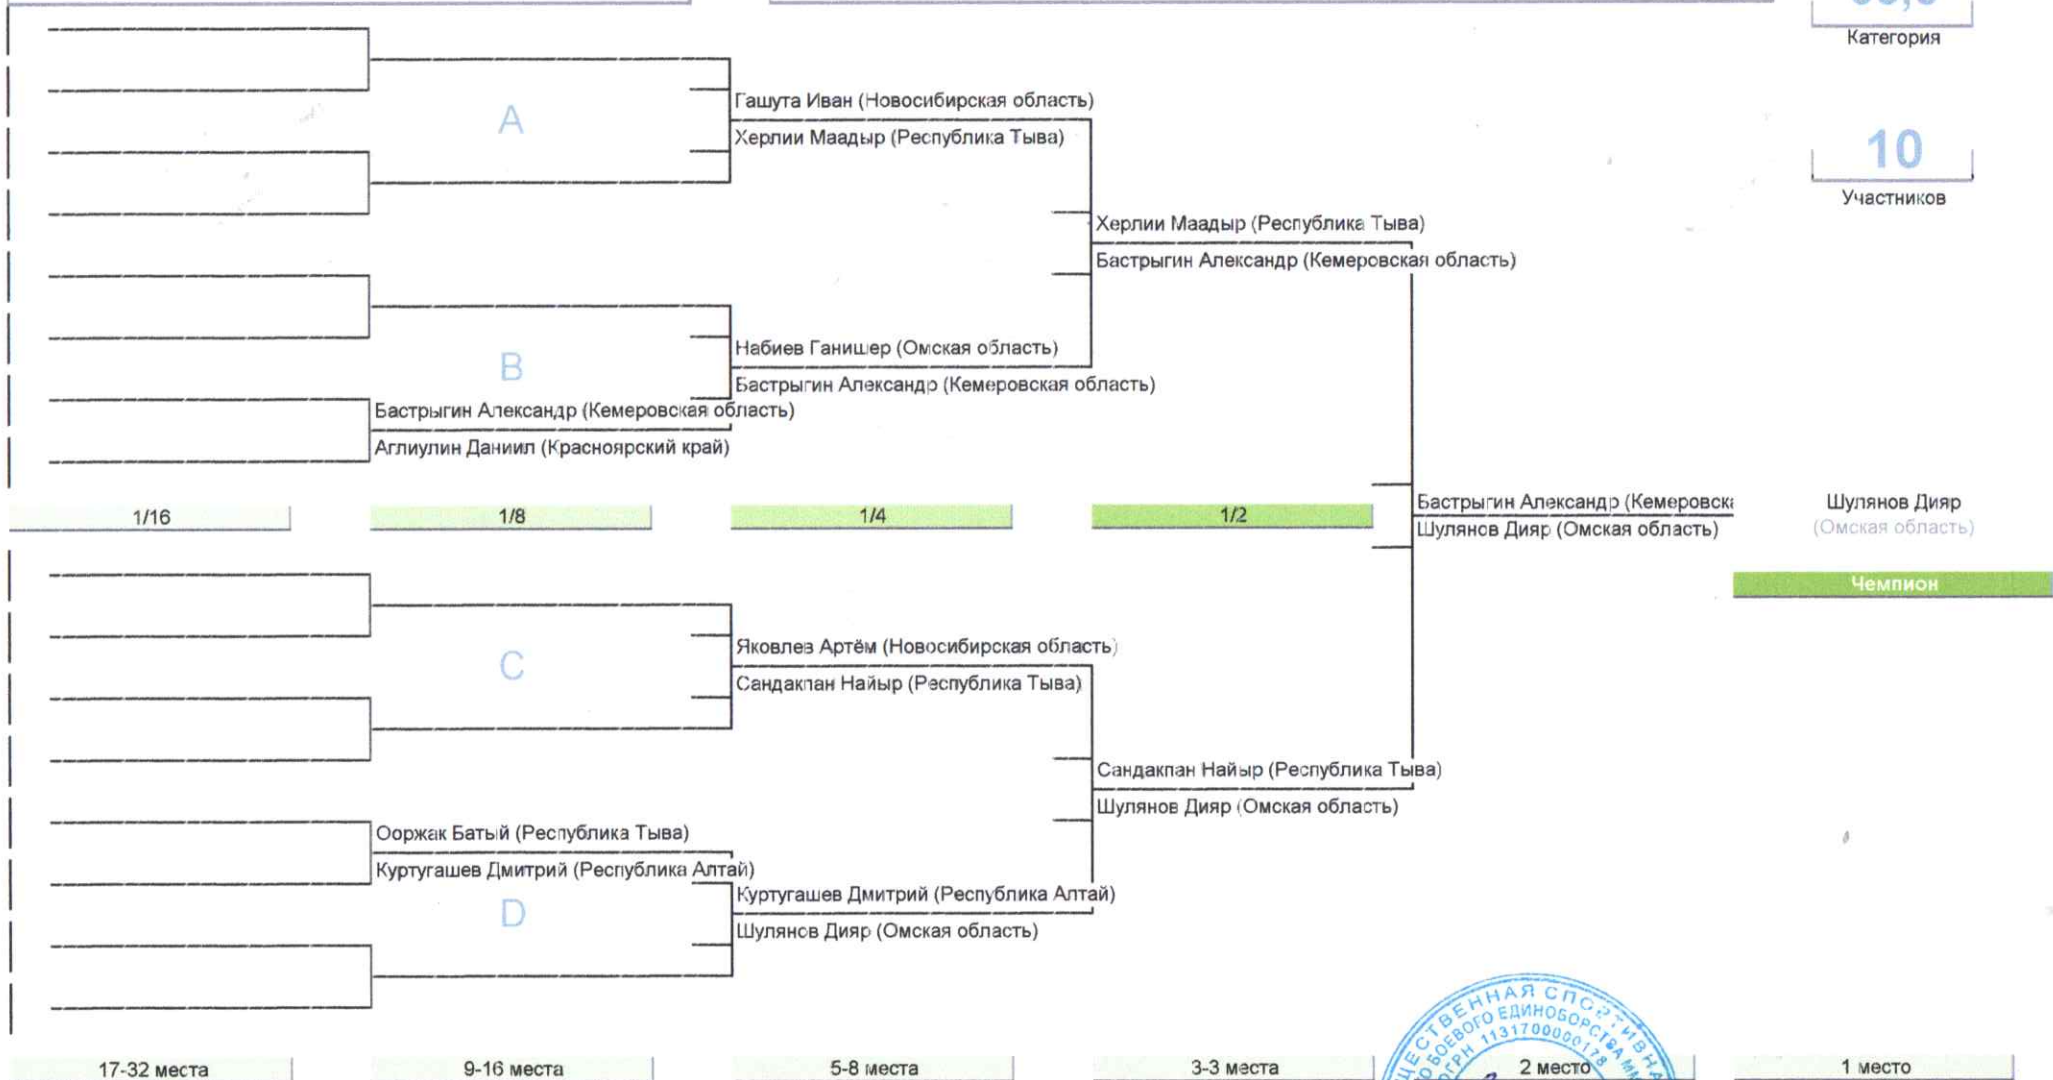 Категория
Гашута Иван (Новосибирская область)
A
Херлии Маадыр (Республика Тыва)
10
Участников
Херлии Маадыр (Республика Тыва)
Бастрыгин Александр (Кемеровская область)
Набиев Ганишер (Омская область)
B
Бастрыгин Александр (Кемеровская область)
Бастрыгин Александр (Кемеровская область)
Аглиулин Даниил (Красноярский край)
1/16
1/8
1/4
1/2
Бастрыгин Александр (Кемеровска
Шулянов Дияр (Омская область)
Шулянов Дияр
(Омская область)
Чемпион
Яковлев Артём (Новосибирская область)
C
Сандакпан Найыр (Республика Тыва)
Сандакпан Найыр (Республика Тыва)
Шулянов Дияр (Омская область)
Ооржак Батый (Республика Тыва)
Куртугашев Дмитрий (Республика Алтай)
Куртугашев Дмитрий (Республика Алтай)
D
Шулянов Дияр (Омская область)
17-32 места
9-16 места
5-8 места
3-3 места
2 место
1 место
БОЕВОГО ЕДИНОБОРСТВА
ОГРН 1131700000178